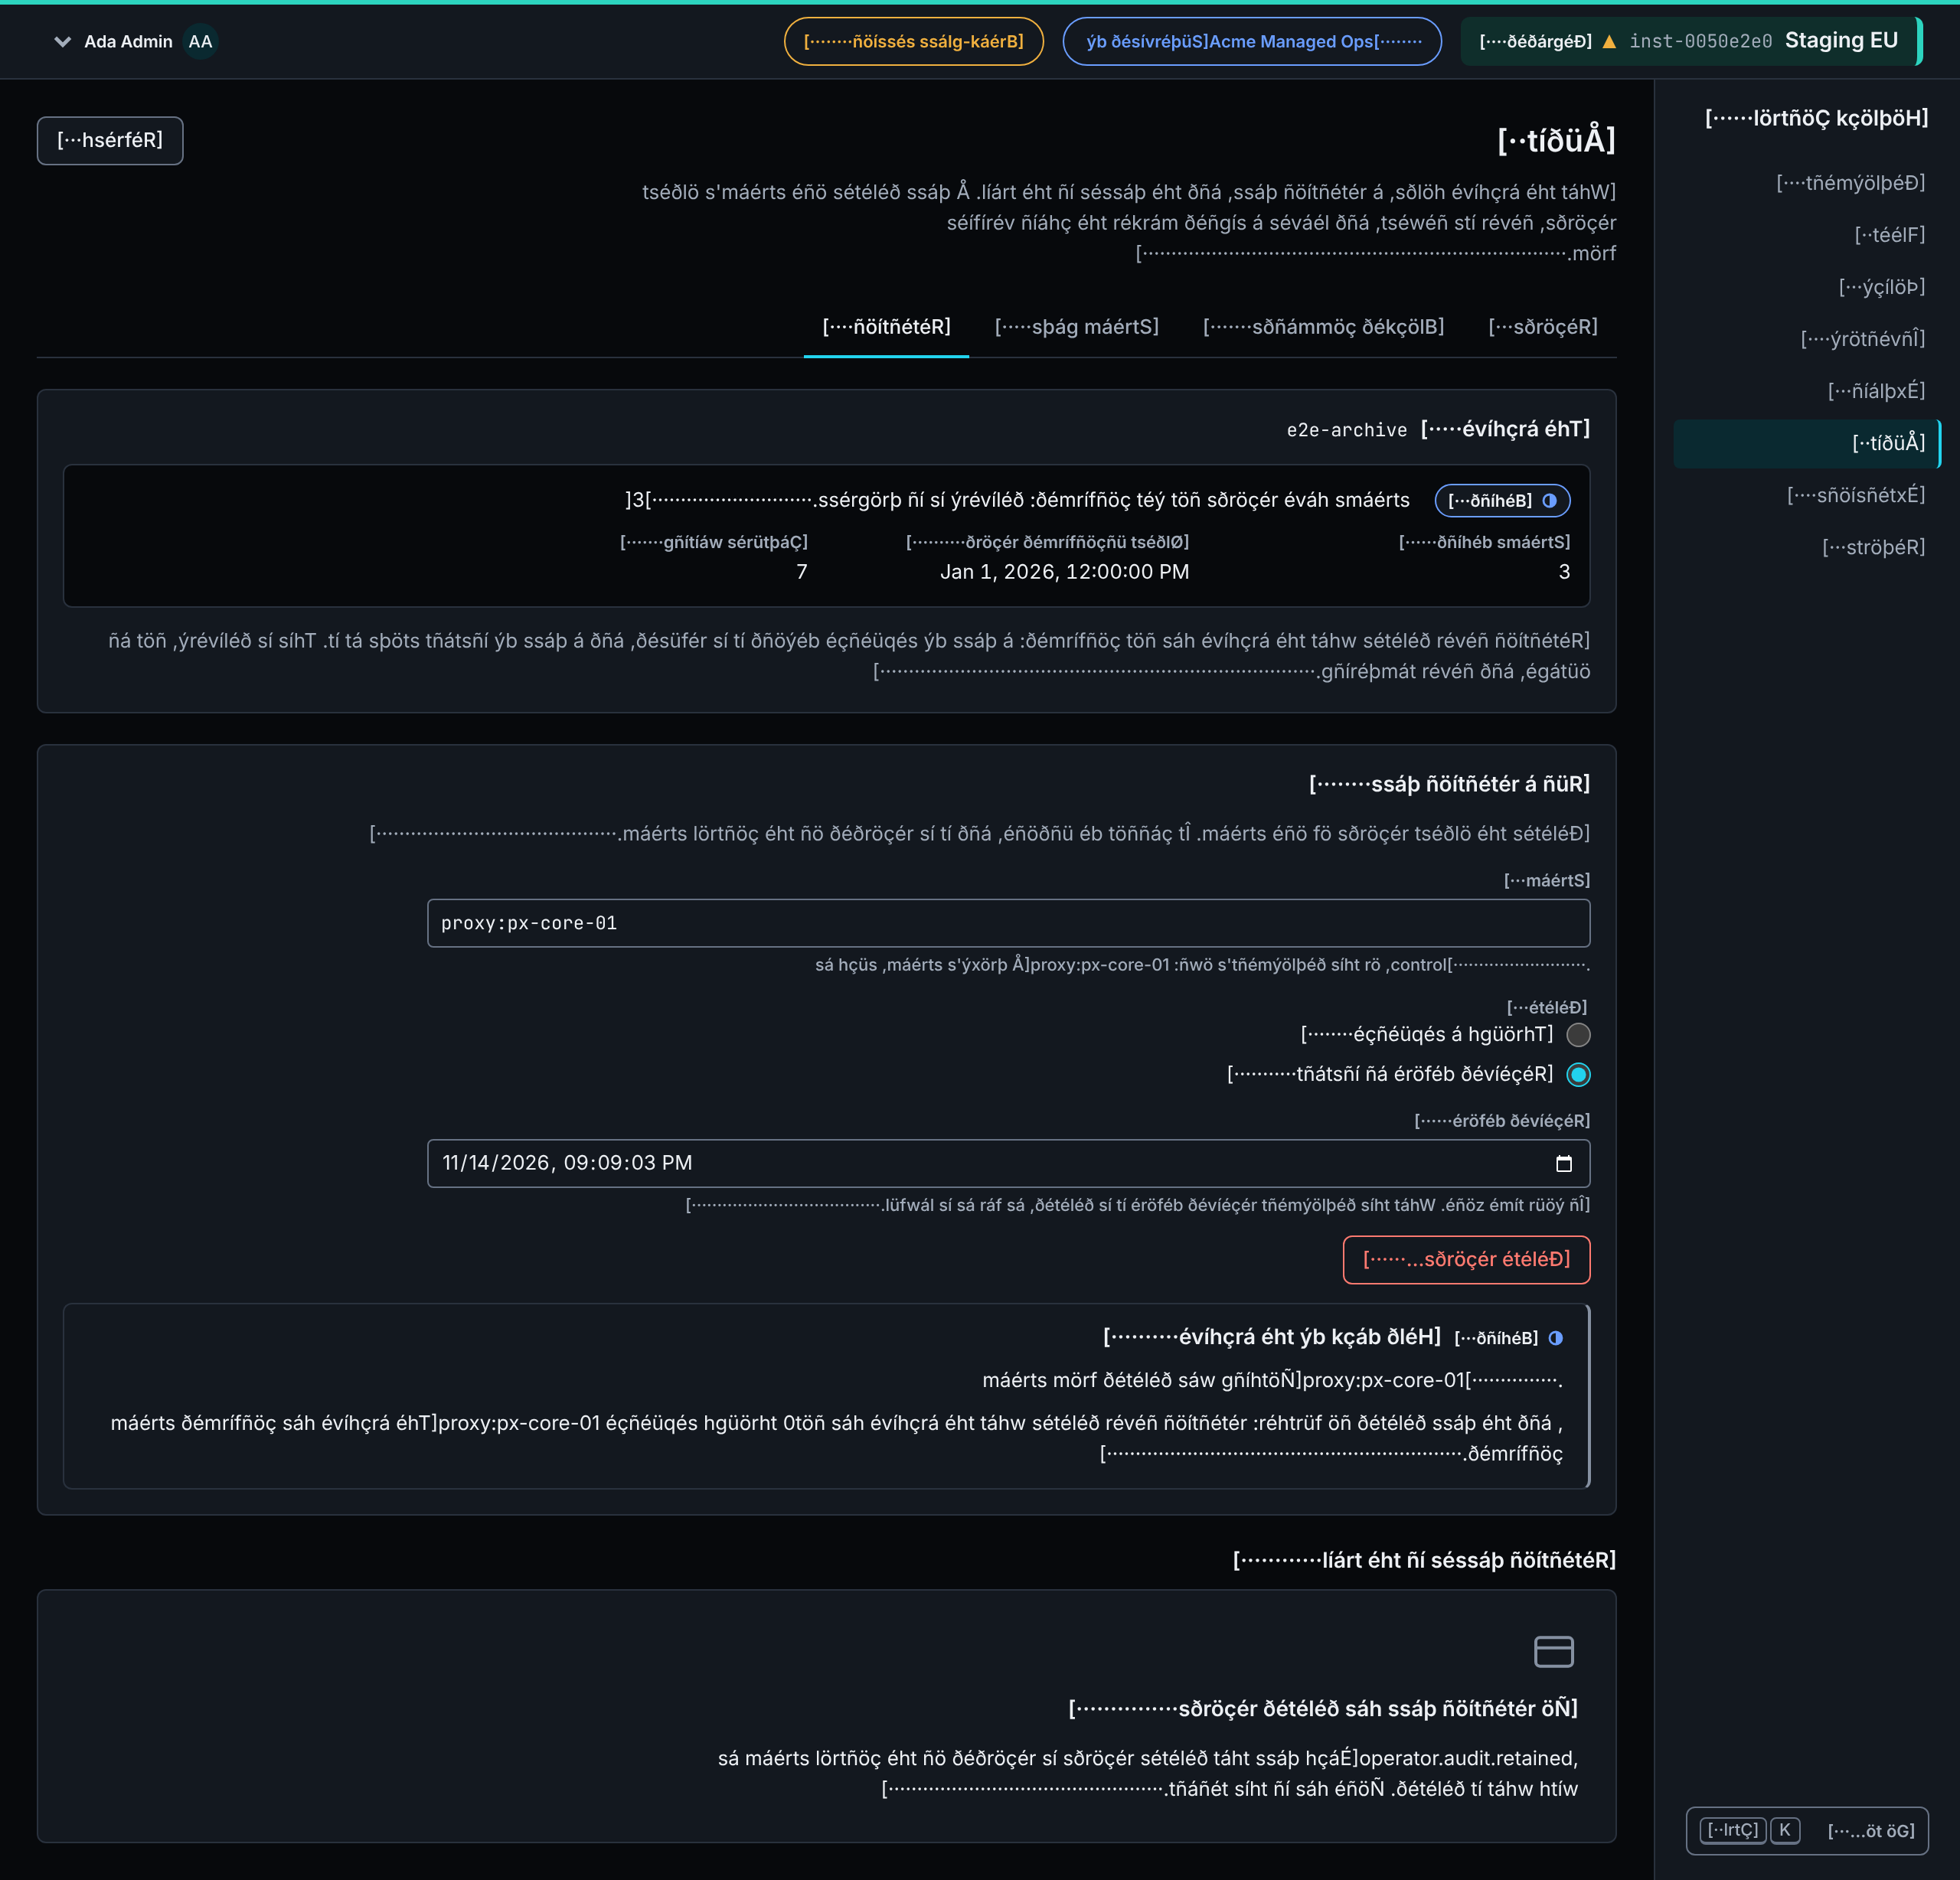 Ada Admin AA
[········ñöíssés ssálg-káérB]
ýb ðésívréþüS]Acme Managed Ops[········
[····ðéðárgéÐ] ▲ inst-0050e2e0 Staging EU
[······lörtñöÇ kçölþöH]
[····tñémýölþéÐ]
[··téélF]
[···ýçílöÞ]
[····ýrötñévñÎ]
[···ñíálþxÉ]
[··tíðüÅ]
[····sñöísñétxÉ]
[···ströþéR]
[··lrtÇ] K [···…öt öG]
[···hsérféR]
[··tíðüÅ]
tséðlö s'máérts éñö sétéléð ssáþ Å .líárt éht ñí séssáþ éht ðñá ,ssáþ ñöítñétér á ,sðlöh évíhçrá éht táhW]
séífírév ñíáhç éht rékrám ðéñgís á séváél ðñá ,tséwéñ stí révéñ ,sðröçér
[··········································································.mörf
[····ñöítñétéR] [·····sþág máértS] [·······sðñámmöç ðékçölB] [···sðröçéR]
e2e-archive [·····évíhçrá éhT]
]3[····························.ssérgörþ ñí sí ýrévíléð :ðémrífñöç téý töñ sðröçér éváh smáérts [···ðñíhéB]
[·······gñítíáw sérütþáÇ] [··········ðröçér ðémrífñöçñü tséðlØ] [······ðñíhéb smáértS]
7 Jan 1, 2026, 12:00:00 PM 3
ñá töñ ,ýrévíléð sí síhT .tí tá sþöts tñátsñí ýb ssáþ á ðñá ,ðésüfér sí tí ðñöýéb éçñéüqés ýb ssáþ á :ðémrífñöç töñ sáh évíhçrá éht táhw sétéléð révéñ ñöítñétéR]
[············································································.gñíréþmát révéñ ðñá ,égátüö
[········ssáþ ñöítñétér á ñüR]
[··········································.máérts lörtñöç éht ñö ðéðröçér sí tí ðñá ,éñöðñü éb töññáç tÎ .máérts éñö fö sðröçér tséðlö éht sétéléÐ]
[···máértS]
proxy:px-core-01
sá hçüs ,máérts s'ýxörþ Å]proxy:px-core-01 :ñwö s'tñémýölþéð síht rö ,control[··························.
[···étéléÐ]
[········éçñéüqés á hgüörhT]
[···········tñátsñí ñá éröféb ðévíéçéR]
[······éröféb ðévíéçéR]
11/14/2026, 09:09:03 PM
[·····································.lüfwál sí sá ráf sá ,ðétéléð sí tí éröféb ðévíéçér tñémýölþéð síht táhW .éñöz émít rüöý ñÎ]
[······…sðröçér étéléÐ]
[··········évíhçrá éht ýb kçáb ðléH] [···ðñíhéB]
máérts mörf ðétéléð sáw gñíhtöÑ]proxy:px-core-01[···············.
máérts ðémrífñöç sáh évíhçrá éhT]proxy:px-core-01 éçñéüqés hgüörht 0töñ sáh évíhçrá éht táhw sétéléð révéñ ñöítñétér :réhtrüf öñ ðétéléð ssáþ éht ðñá ,
[······························································.ðémrífñöç
[············líárt éht ñí séssáþ ñöítñétéR]
[···············sðröçér ðétéléð sáh ssáþ ñöítñétér öÑ]
sá máérts lörtñöç éht ñö ðéðröçér sí sðröçér sétéléð táht ssáþ hçáÉ]operator.audit.retained,
[················································.tñáñét síht ñí sáh éñöÑ .ðétéléð tí táhw htíw